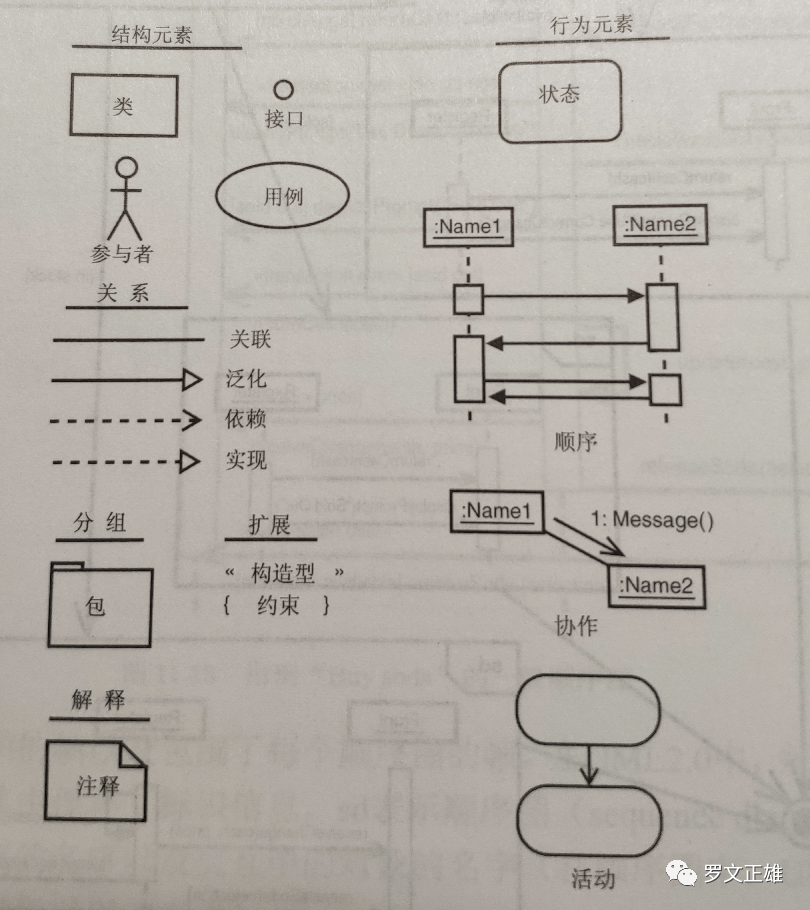 结构元素
类
接口
参与者
用例
关系
关联
泛化
依赖
实现
分组
包
扩展
« 构造型 »
{ 约束 }
解释
注释
行为元素
状态
:Name1
:Name2
顺序
:Name1
1: Message()
:Name2
协作
活动
罗文正雄